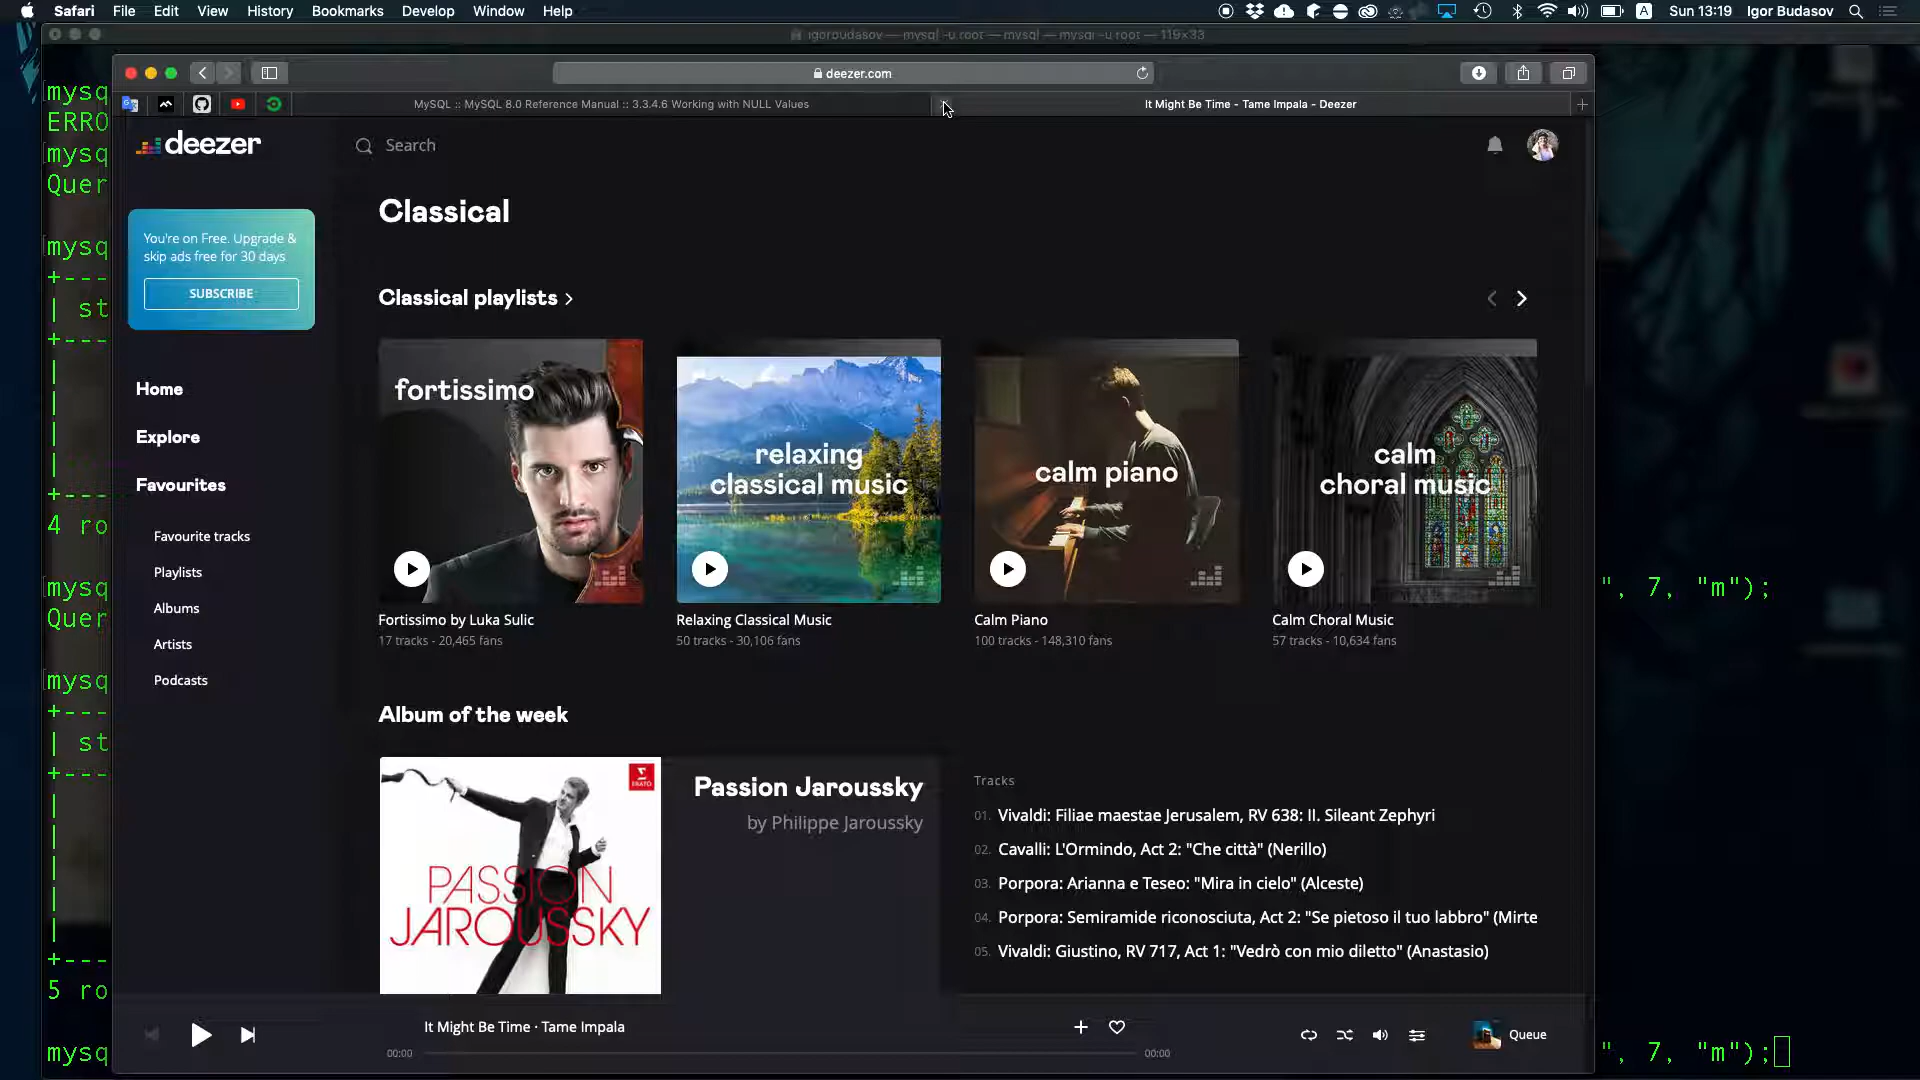 Safari File Edit View History Bookmarks Develop Window Help
A Sun 13:19 Igor Budasov
igorbudasov — mysql -u root — mysql — mysql -u root — 119×33
deezer.com
MySQL :: MySQL 8.0 Reference Manual :: 3.3.4.6 Working with NULL Values
It Might Be Time - Tame Impala - Deezer
mysq
ERRO
mysq
Quer
mysq
| st
4 ro
mysq
", 7, "m");
Quer
mysq
| st
5 ro
mysq
", 7, "m");
deezer
Search
You're on Free. Upgrade &
skip ads free for 30 days
SUBSCRIBE
Home
Explore
Favourites
Favourite tracks
Playlists
Albums
Artists
Podcasts
Classical
Classical playlists
fortissimo
Fortissimo by Luka Sulic
17 tracks - 20,465 fans
relaxing
classical music
Relaxing Classical Music
50 tracks - 30,106 fans
calm piano
Calm Piano
100 tracks - 148,310 fans
calm
choral music
Calm Choral Music
57 tracks - 10,634 fans
Album of the week
ERATO
PASSION
JAROUSSKY
Passion Jaroussky
by Philippe Jaroussky
Tracks
01. Vivaldi: Filiae maestae Jerusalem, RV 638: II. Sileant Zephyri
02. Cavalli: L'Ormindo, Act 2: "Che città" (Nerillo)
03. Porpora: Arianna e Teseo: "Mira in cielo" (Alceste)
04. Porpora: Semiramide riconosciuta, Act 2: "Se pietoso il tuo labbro" (Mirte
05. Vivaldi: Giustino, RV 717, Act 1: "Vedrò con mio diletto" (Anastasio)
It Might Be Time · Tame Impala
00:00
00:00
Queue